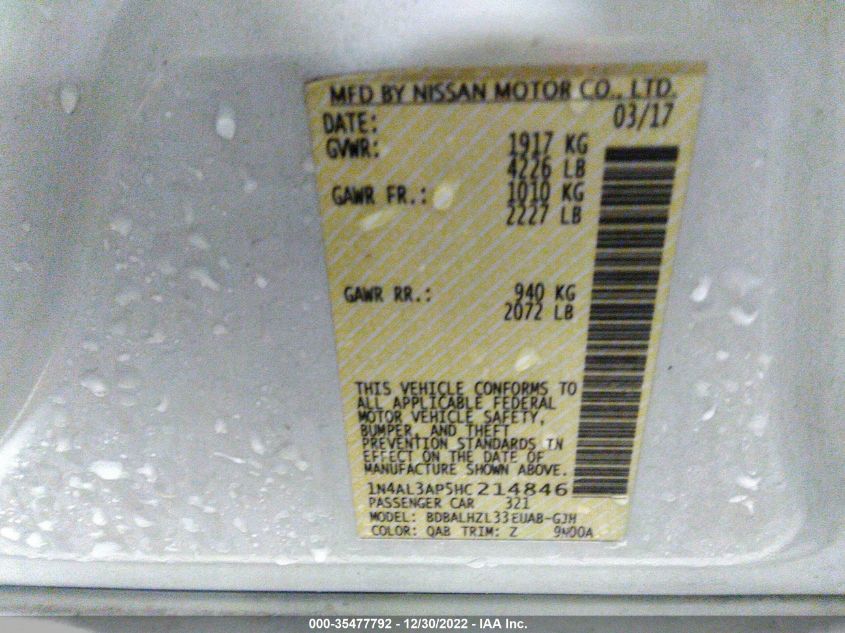 MFD BY NISSAN MOTOR CO., LTD.
DATE: 03/17
GVWR: 1917 KG
4226 LB
GAWR FR.: 1010 KG
2227 LB
GAWR RR.: 940 KG
2072 LB
THIS VEHICLE CONFORMS TO
ALL APPLICABLE FEDERAL
MOTOR VEHICLE SAFETY,
BUMPER, AND THEFT
PREVENTION STANDARDS IN
EFFECT ON THE DATE OF
MANUFACTURE SHOWN ABOVE.
1N4AL3AP5HC214846
PASSENGER CAR 321
MODEL: BDBALHZL33EUAB-GJH
COLOR: QAB TRIM: Z 9N00A
000-35477792 - 12/30/2022 - IAA Inc.